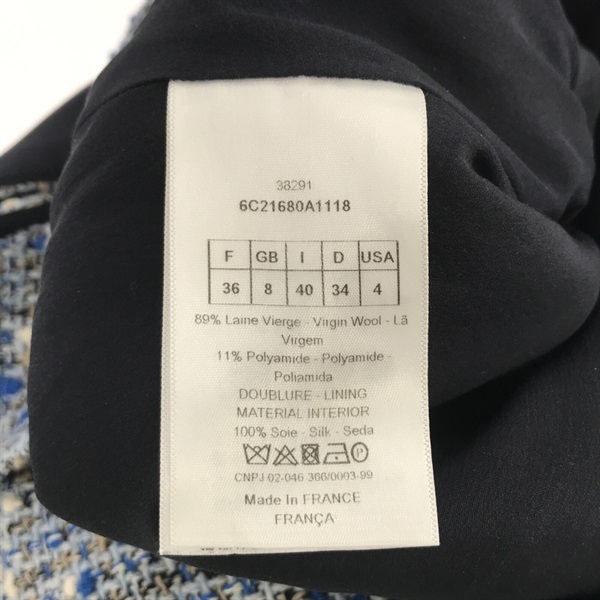 38291
6C21680A1118
F GB I D USA
36 8 40 34 4
89% Laine Vierge - Virgin Wool - Lã
Virgem
11% Polyamide - Polyamide -
Poliamida
DOUBLURE - LINING
MATERIAL INTERIOR
100% Soie - Silk - Seda
P
CNPJ 02-046 366/0003-99
Made In FRANCE
FRANÇA